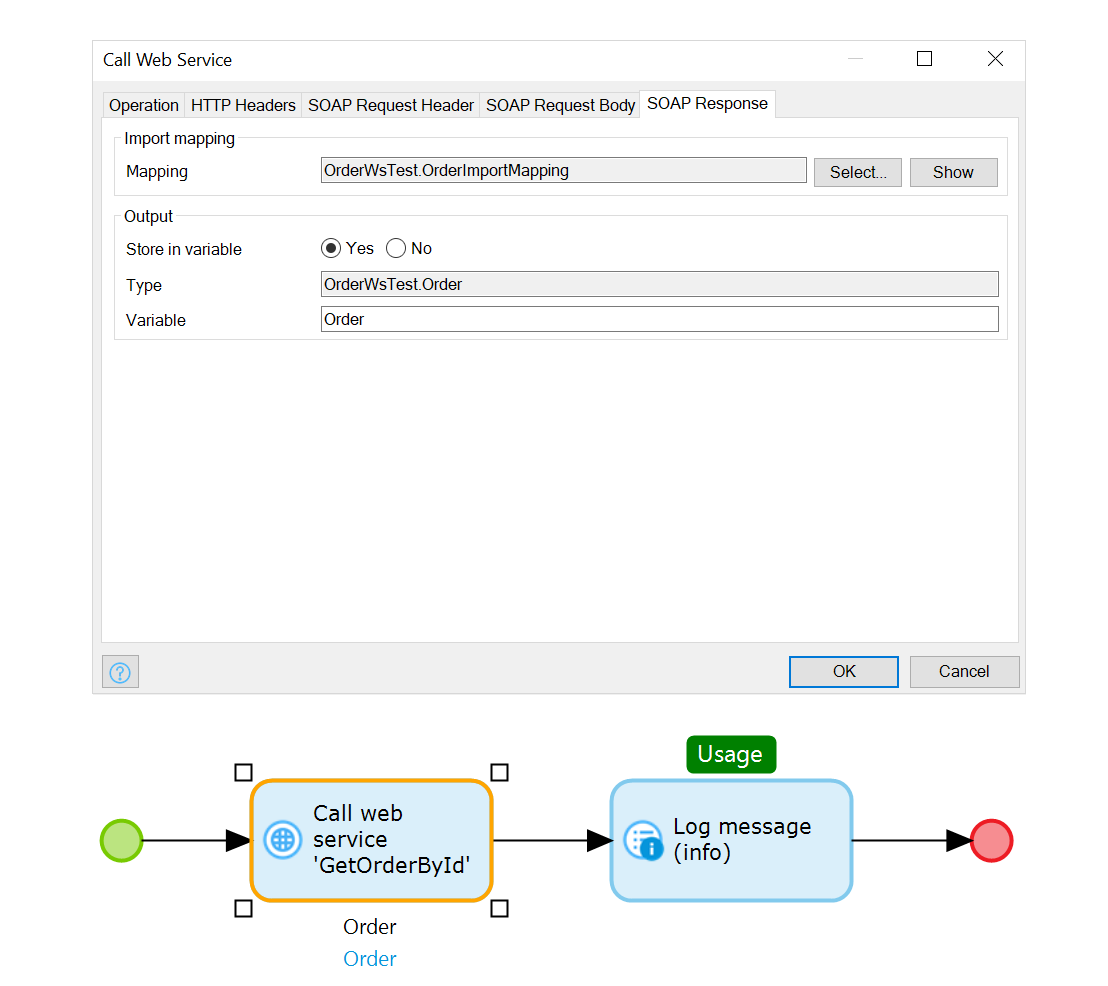 Call Web Service
Operation HTTP Headers SOAP Request Header SOAP Request Body SOAP Response
Import mapping
Mapping OrderWsTest.OrderImportMapping Select... Show
Output
Store in variable Yes No
Type OrderWsTest.Order
Variable Order
? OK Cancel
Usage
Call web
service
'GetOrderById'
Log message
(info)
Order
Order